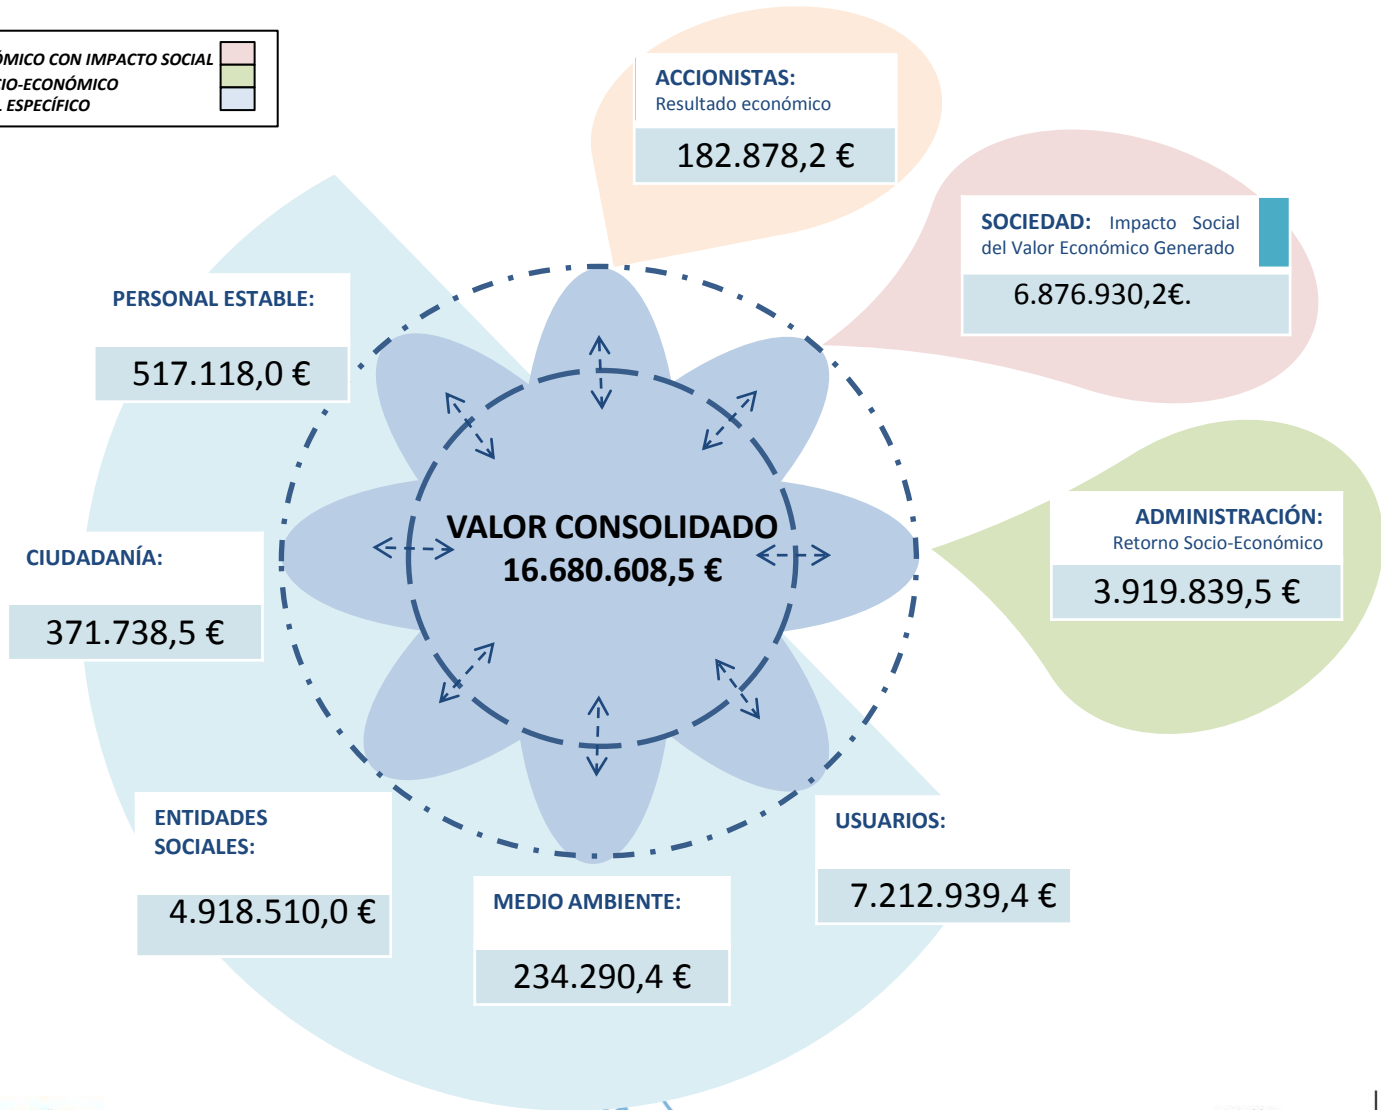 CON IMPACTO SOCIAL
ESPECÍFICO
ACCIONISTAS:
Resultado económico
182.878,2 €
SOCIEDAD: Impacto Social
del Valor Económico Generado
6.876.930,2€.
PERSONAL ESTABLE:
517.118,0 €
VALOR CONSOLIDADO
16.680.608,5 €
ADMINISTRACIÓN:
Retorno Socio-Económico
3.919.839,5 €
CIUDADANÍA:
371.738,5 €
ENTIDADES
SOCIALES:
4.918.510,0 €
MEDIO AMBIENTE:
234.290,4 €
USUARIOS:
7.212.939,4 €